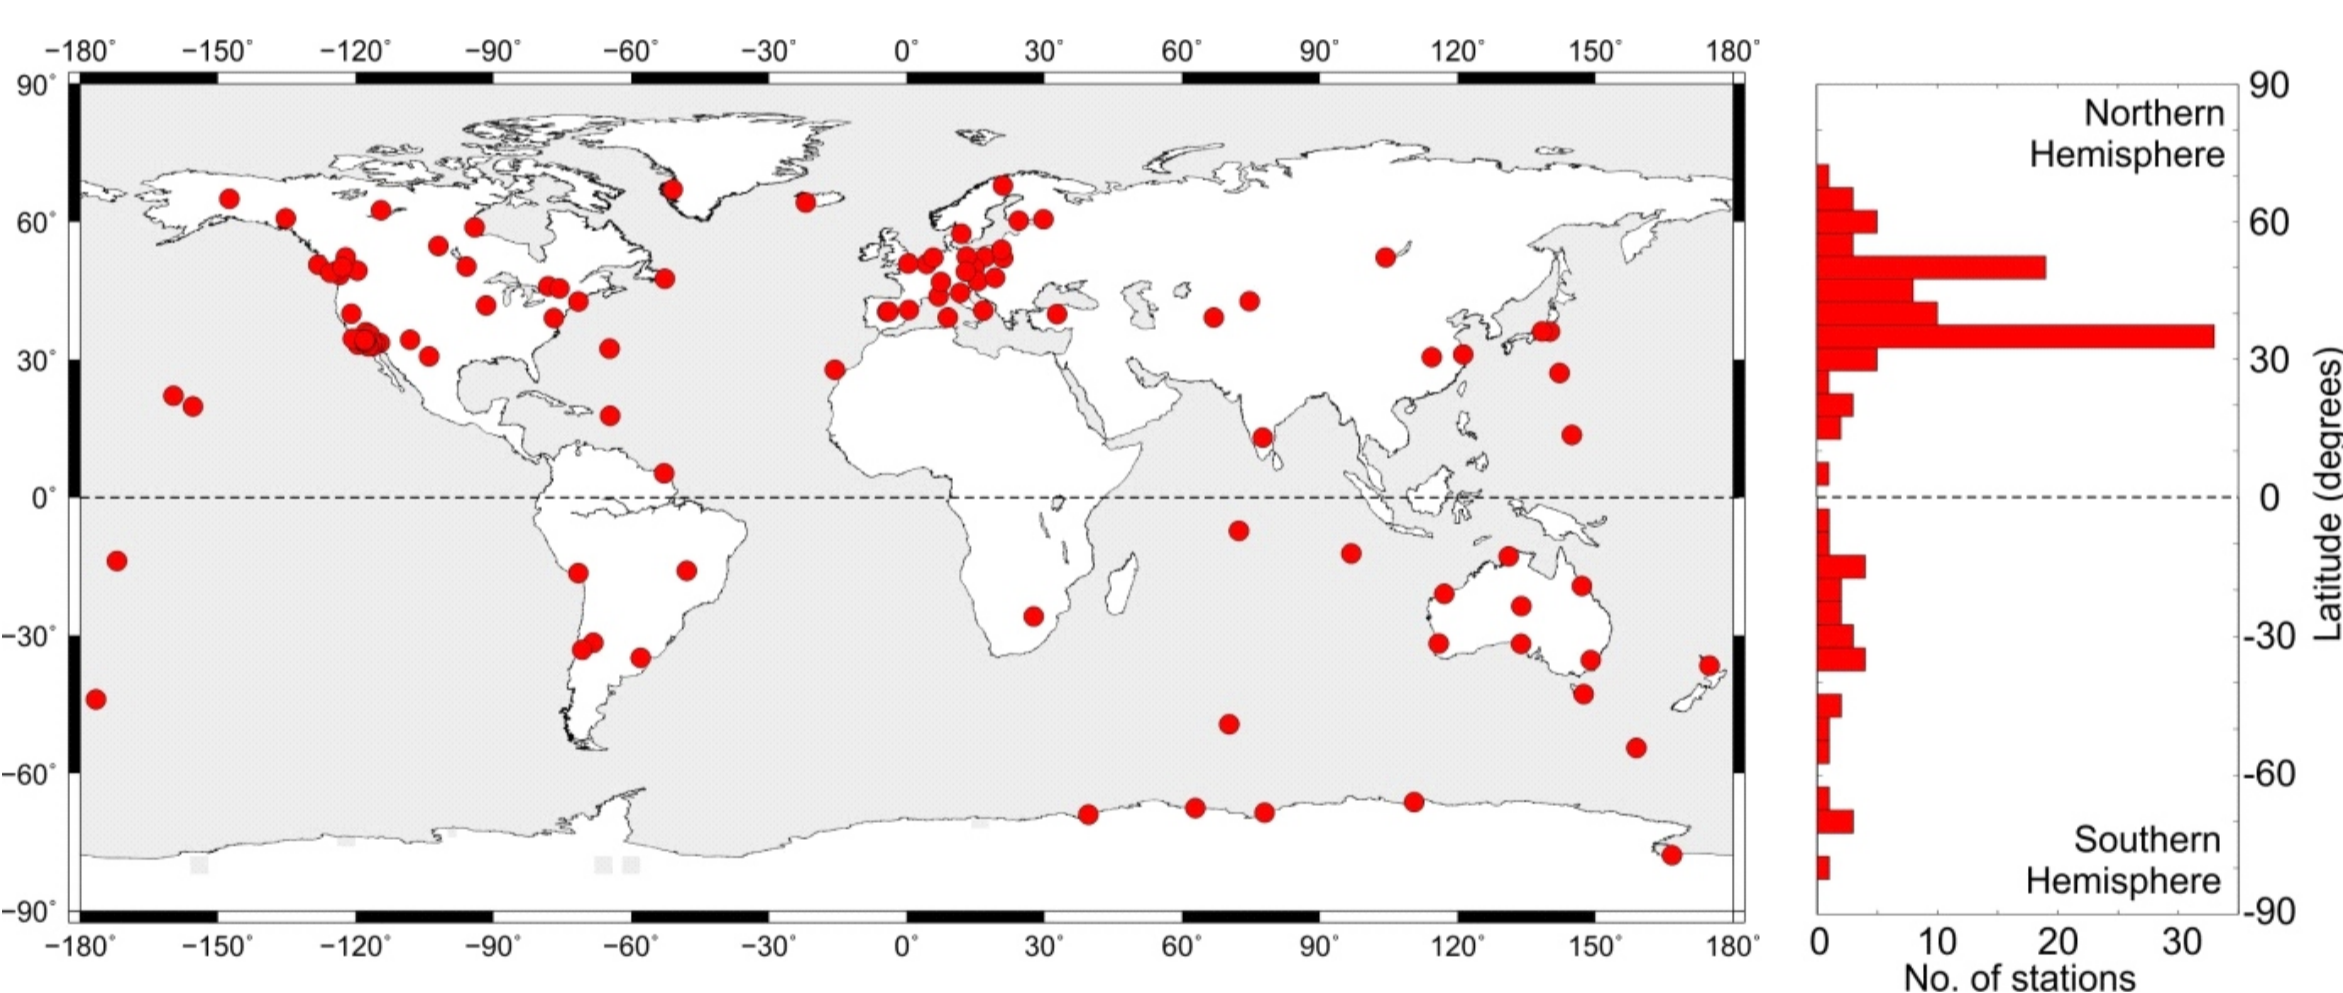 −180° −150° −120° −90° −60° −30° 0° 30° 60° 90° 120° 150° 180°
90° 90
Northern
Hemisphere
60° 60
30° 30
0° 0
−30° -30
Latitude (degrees)
−60° -60
Southern
Hemisphere
−90° -90
−180° −150° −120° −90° −60° −30° 0° 30° 60° 90° 120° 150° 180°
0 10 20 30
No. of stations